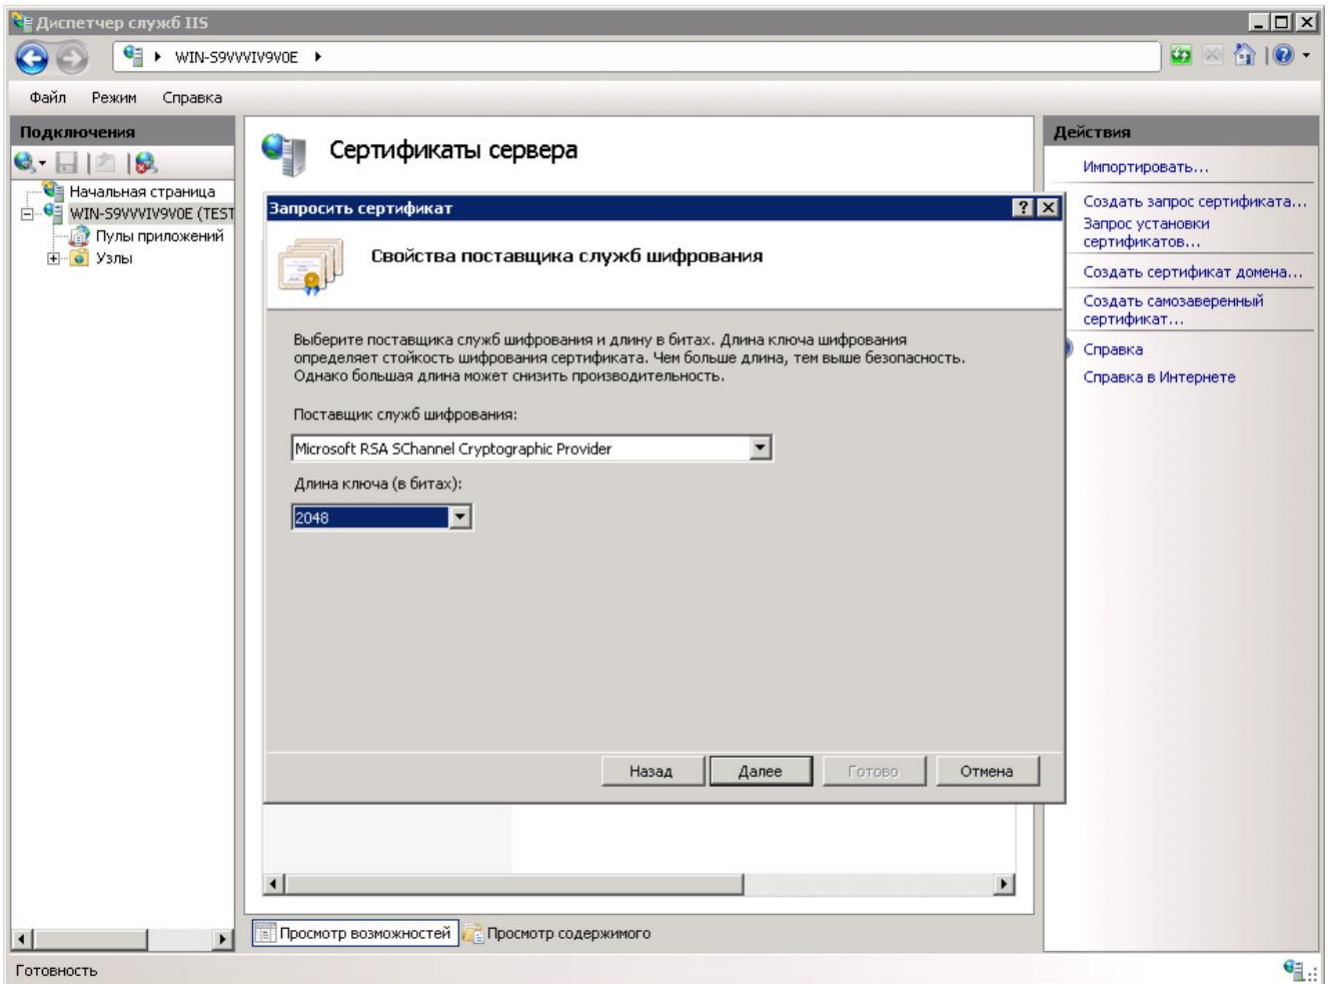 Диспетчер служб IIS
WIN-S9VVVIV9V0E
Файл Режим Справка
Подключения
Начальная страница
WIN-S9VVVIV9V0E (TEST
Пулы приложений
Узлы
Сертификаты сервера
Запросить сертификат
Свойства поставщика служб шифрования
Выберите поставщика служб шифрования и длину в битах. Длина ключа шифрования
определяет стойкость шифрования сертификата. Чем больше длина, тем выше безопасность.
Однако большая длина может снизить производительность.
Поставщик служб шифрования:
Microsoft RSA SChannel Cryptographic Provider
Длина ключа (в битах):
2048
Назад Далее Готово Отмена
Просмотр возможностей Просмотр содержимого
Действия
Импортировать...
Создать запрос сертификата...
Запрос установки
сертификатов...
Создать сертификат домена...
Создать самозаверенный
сертификат...
Справка
Справка в Интернете
Готовность